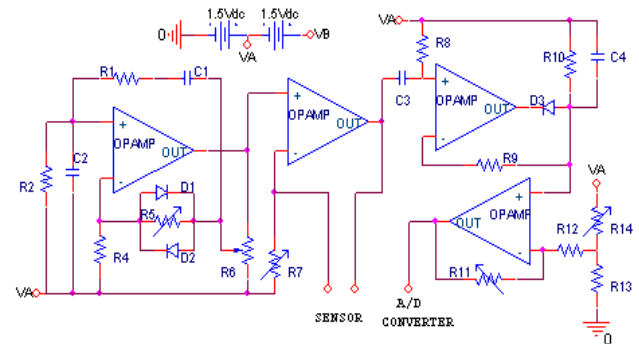 1.5Vdc 1.5Vdc
0 VA VB
VA
R8 R10 C4
R1 C1
C3
+ OPAMP OUT -
+ OPAMP OUT -
+ OPAMP OUT -
D3
R2 C2
D1
R5
D2
R9
R4 R6 R7
VA
+ OPAMP OUT -
VA
R12 R14
R11
R13
SENSOR
A/D
CONVERTER
0